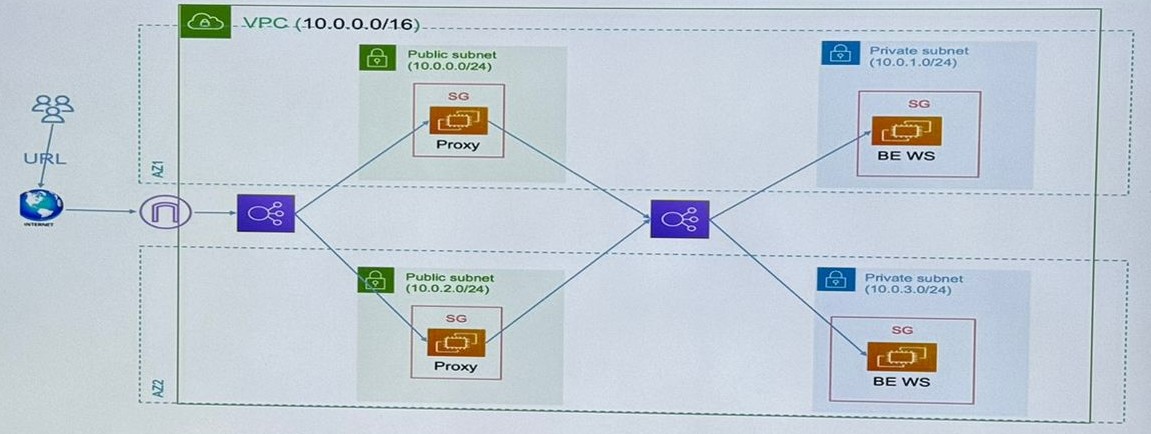 VPC (10.0.0.0/16)
Public subnet
(10.0.0.0/24)
SG
Proxy
Private subnet
(10.0.1.0/24)
SG
BE WS
URL
INTERNET
AZ1
Public subnet
(10.0.2.0/24)
SG
Proxy
Private subnet
(10.0.3.0/24)
SG
BE WS
AZ2